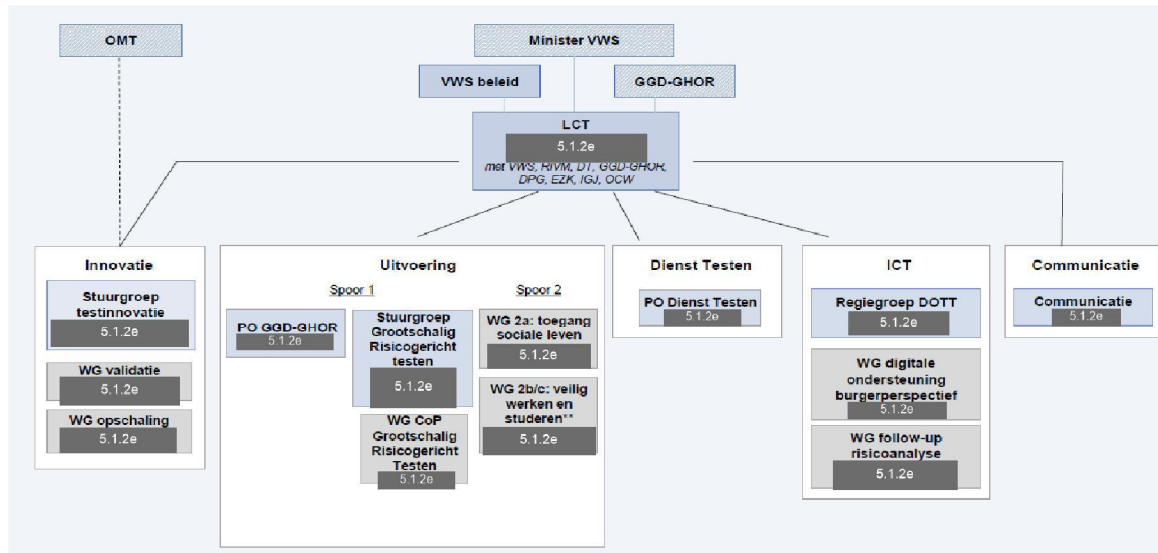 OMT
Minister VWS
VWS beleid
GGD-GHOR
LCT
5.1.2e
met VWS, RIVM, DT, GGD-GHOR,
DPG, EZK, IGJ, OCW
Innovatie
Stuurgroep
testinnovatie
5.1.2e
WG validatie
5.1.2e
WG opschaling
5.1.2e
Uitvoering
Spoor 1
PO GGD-GHOR
5.1.2e
Stuurgroep
Grootschalig
Risicogericht
testen
5.1.2e
WG CoP
Grootschalig
Risicogericht
Testen
5.1.2e
Spoor 2
WG 2a: toegang
sociale leven
5.1.2e
WG 2b/c: veilig
werken en
studeren**
5.1.2e
Dienst Testen
PO Dienst Testen
5.1.2e
ICT
Regiegroep DOTT
5.1.2e
WG digitale
ondersteuning
burgerperspectief
5.1.2e
WG follow-up
risicoanalyse
5.1.2e
Communicatie
Communicatie
5.1.2e